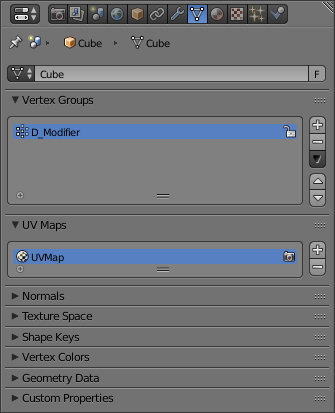 Cube Cube
Cube F
Vertex Groups
D_Modifier
UV Maps
UVMap
Normals
Texture Space
Shape Keys
Vertex Colors
Geometry Data
Custom Properties